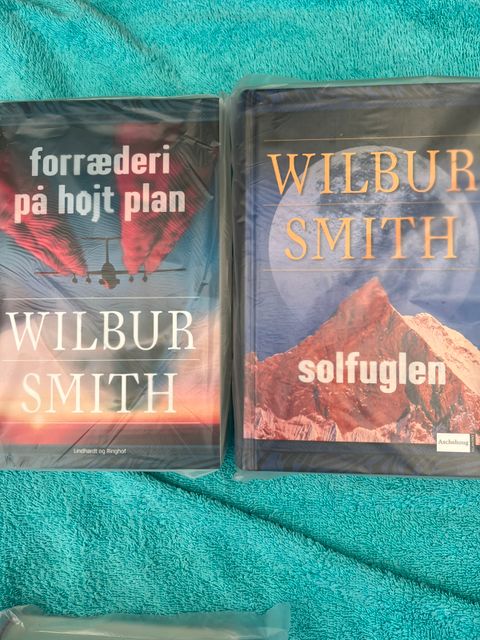 forræderi
på højt plan
WILBUR
SMITH
Lindhardt og Ringhof
WILBUR
SMITH
solfuglen
Aschehoug